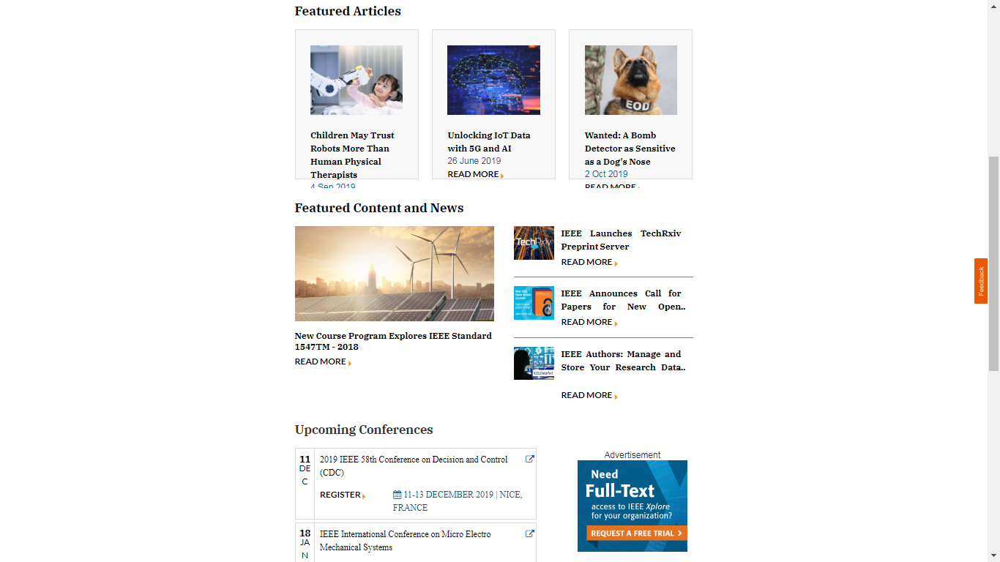 Featured Articles
EOD
Children May Trust
Robots More Than
Human Physical
Therapists
4 Sep 2019
Unlocking IoT Data
with 5G and AI
26 June 2019
READ MORE
Wanted: A Bomb
Detector as Sensitive
as a Dog's Nose
2 Oct 2019
READ MORE
Featured Content and News
New Course Program Explores IEEE Standard
1547TM - 2018
READ MORE
TechRxiv
IEEE Launches TechRxiv
Preprint Server
READ MORE
IEEE Announces Call for
Papers for New Open..
READ MORE
IEEE Authors: Manage and
Store Your Research Data..
READ MORE
Feedback
Upcoming Conferences
11
DE
C
2019 IEEE 58th Conference on Decision and Control
(CDC)
REGISTER
11-13 DECEMBER 2019 | NICE,
FRANCE
18
JA
N
IEEE International Conference on Micro Electro
Mechanical Systems
Advertisement
Need
Full-Text
access to IEEE Xplore
for your organization?
REQUEST A FREE TRIAL